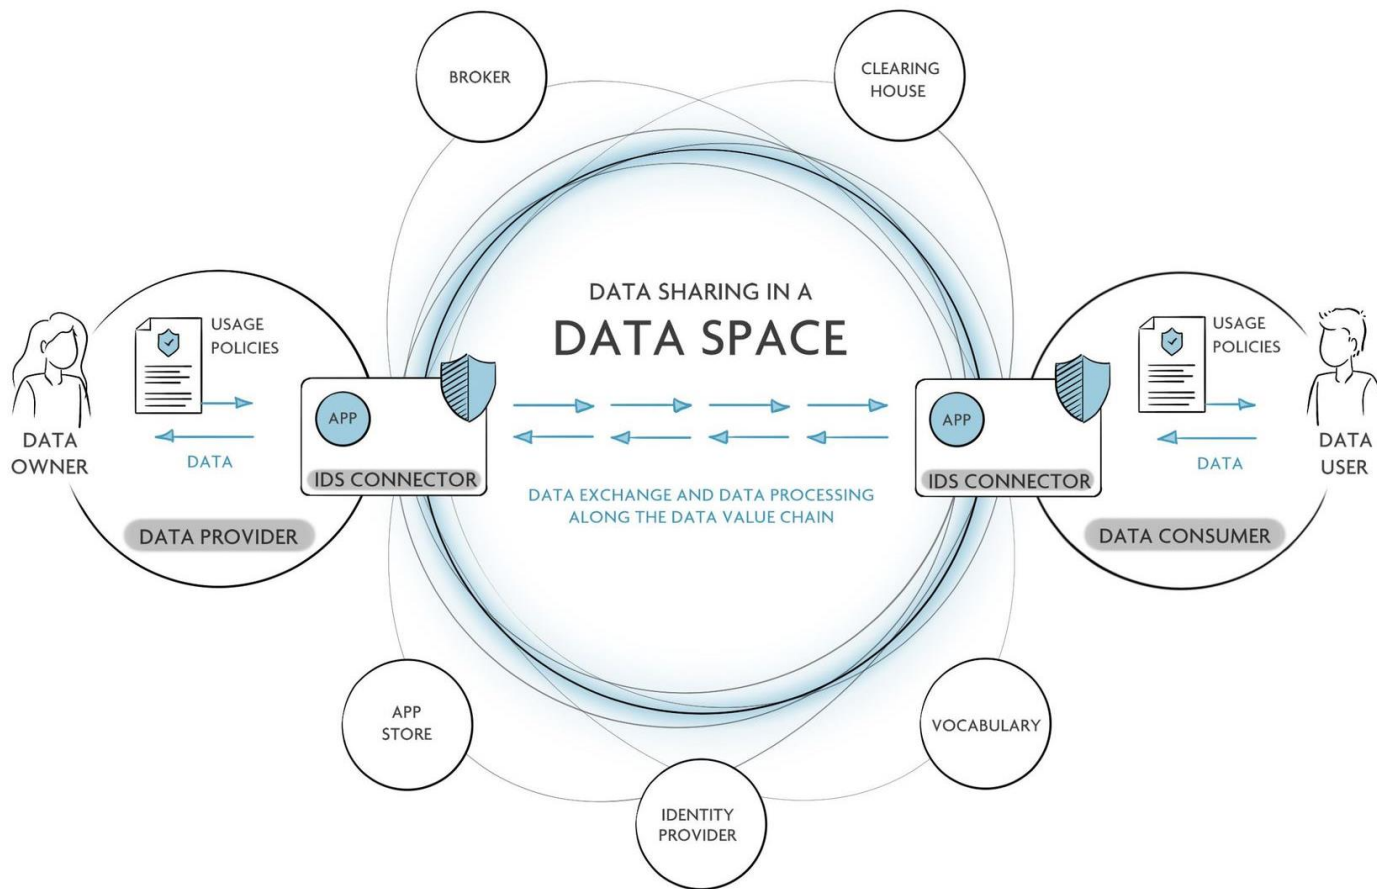 BROKER
CLEARING
HOUSE
DATA SHARING IN A
DATA SPACE
USAGE
POLICIES
DATA
DATA
OWNER
APP
IDS CONNECTOR
DATA PROVIDER
DATA EXCHANGE AND DATA PROCESSING
ALONG THE DATA VALUE CHAIN
APP
IDS CONNECTOR
USAGE
POLICIES
DATA
DATA
USER
DATA CONSUMER
APP
STORE
IDENTITY
PROVIDER
VOCABULARY